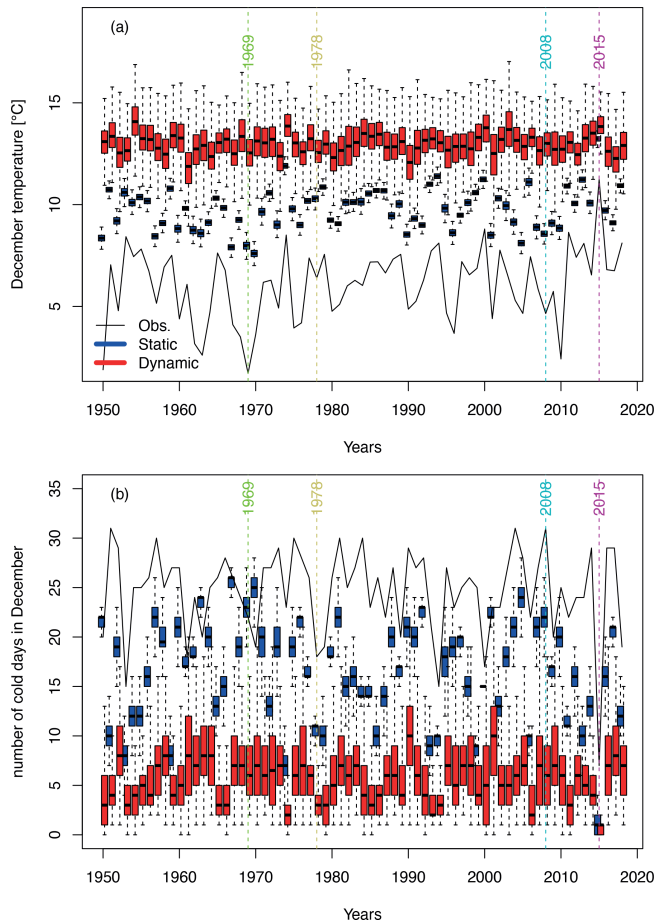 (a)
1969
1978
2008
2015
December temperature [°C]
15
10
5
Obs.
Static
Dynamic
1950 1960 1970 1980 1990 2000 2010 2020
Years
(b)
1969
1978
2008
2015
number of cold days in December
35
30
25
20
15
10
5
0
1950 1960 1970 1980 1990 2000 2010 2020
Years